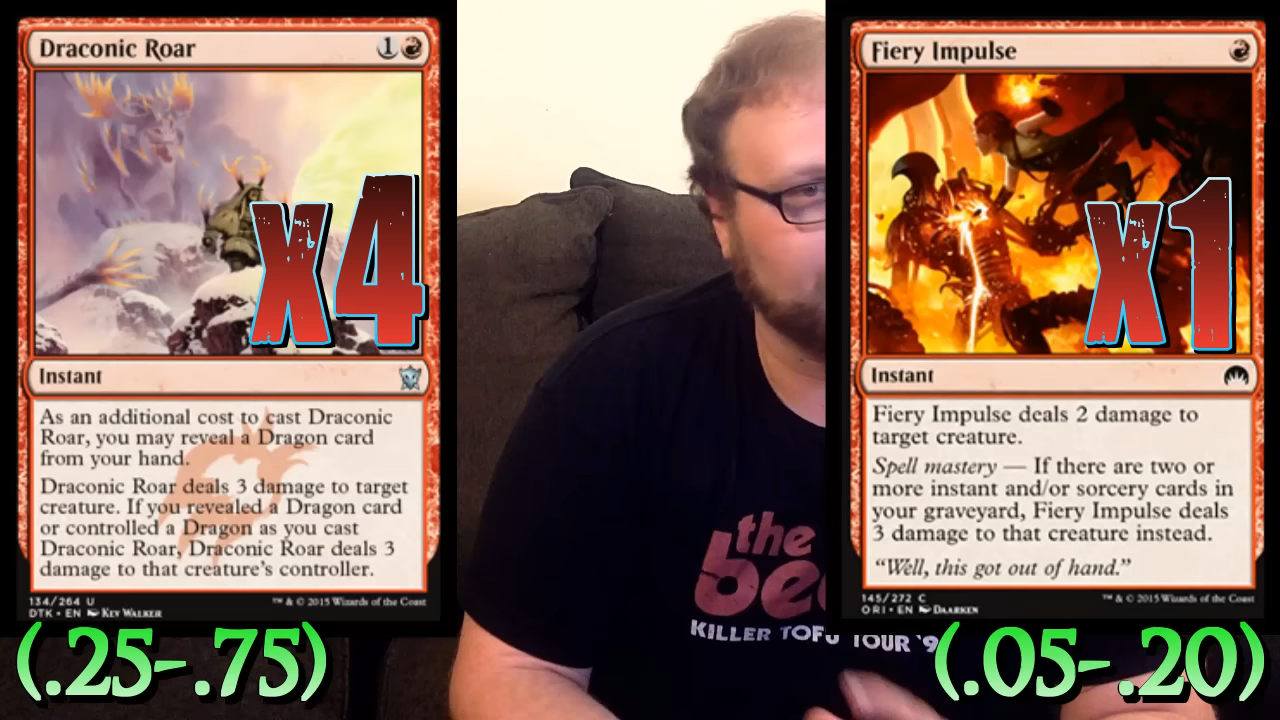 Draconic Roar
1
x4
Instant
As an additional cost to cast Draconic
Roar, you may reveal a Dragon card
from your hand.
Draconic Roar deals 3 damage to target
creature. If you revealed a Dragon card
or controlled a Dragon as you cast
Draconic Roar, Draconic Roar deals 3
damage to that creature's controller.
134/264 U
DTK • EN Kev Walker
™ & © 2015 Wizards of the Coast
(.25-.75)
the
be
KILLER TOFU TOUR '9
Fiery Impulse
x1
Instant
Fiery Impulse deals 2 damage to
target creature.
Spell mastery — If there are two or
more instant and/or sorcery cards in
your graveyard, Fiery Impulse deals
3 damage to that creature instead.
"Well, this got out of hand."
145/272 C
ORI • EN Daarken
™ & © 2015 Wizards of the Coast
(.05-.20)